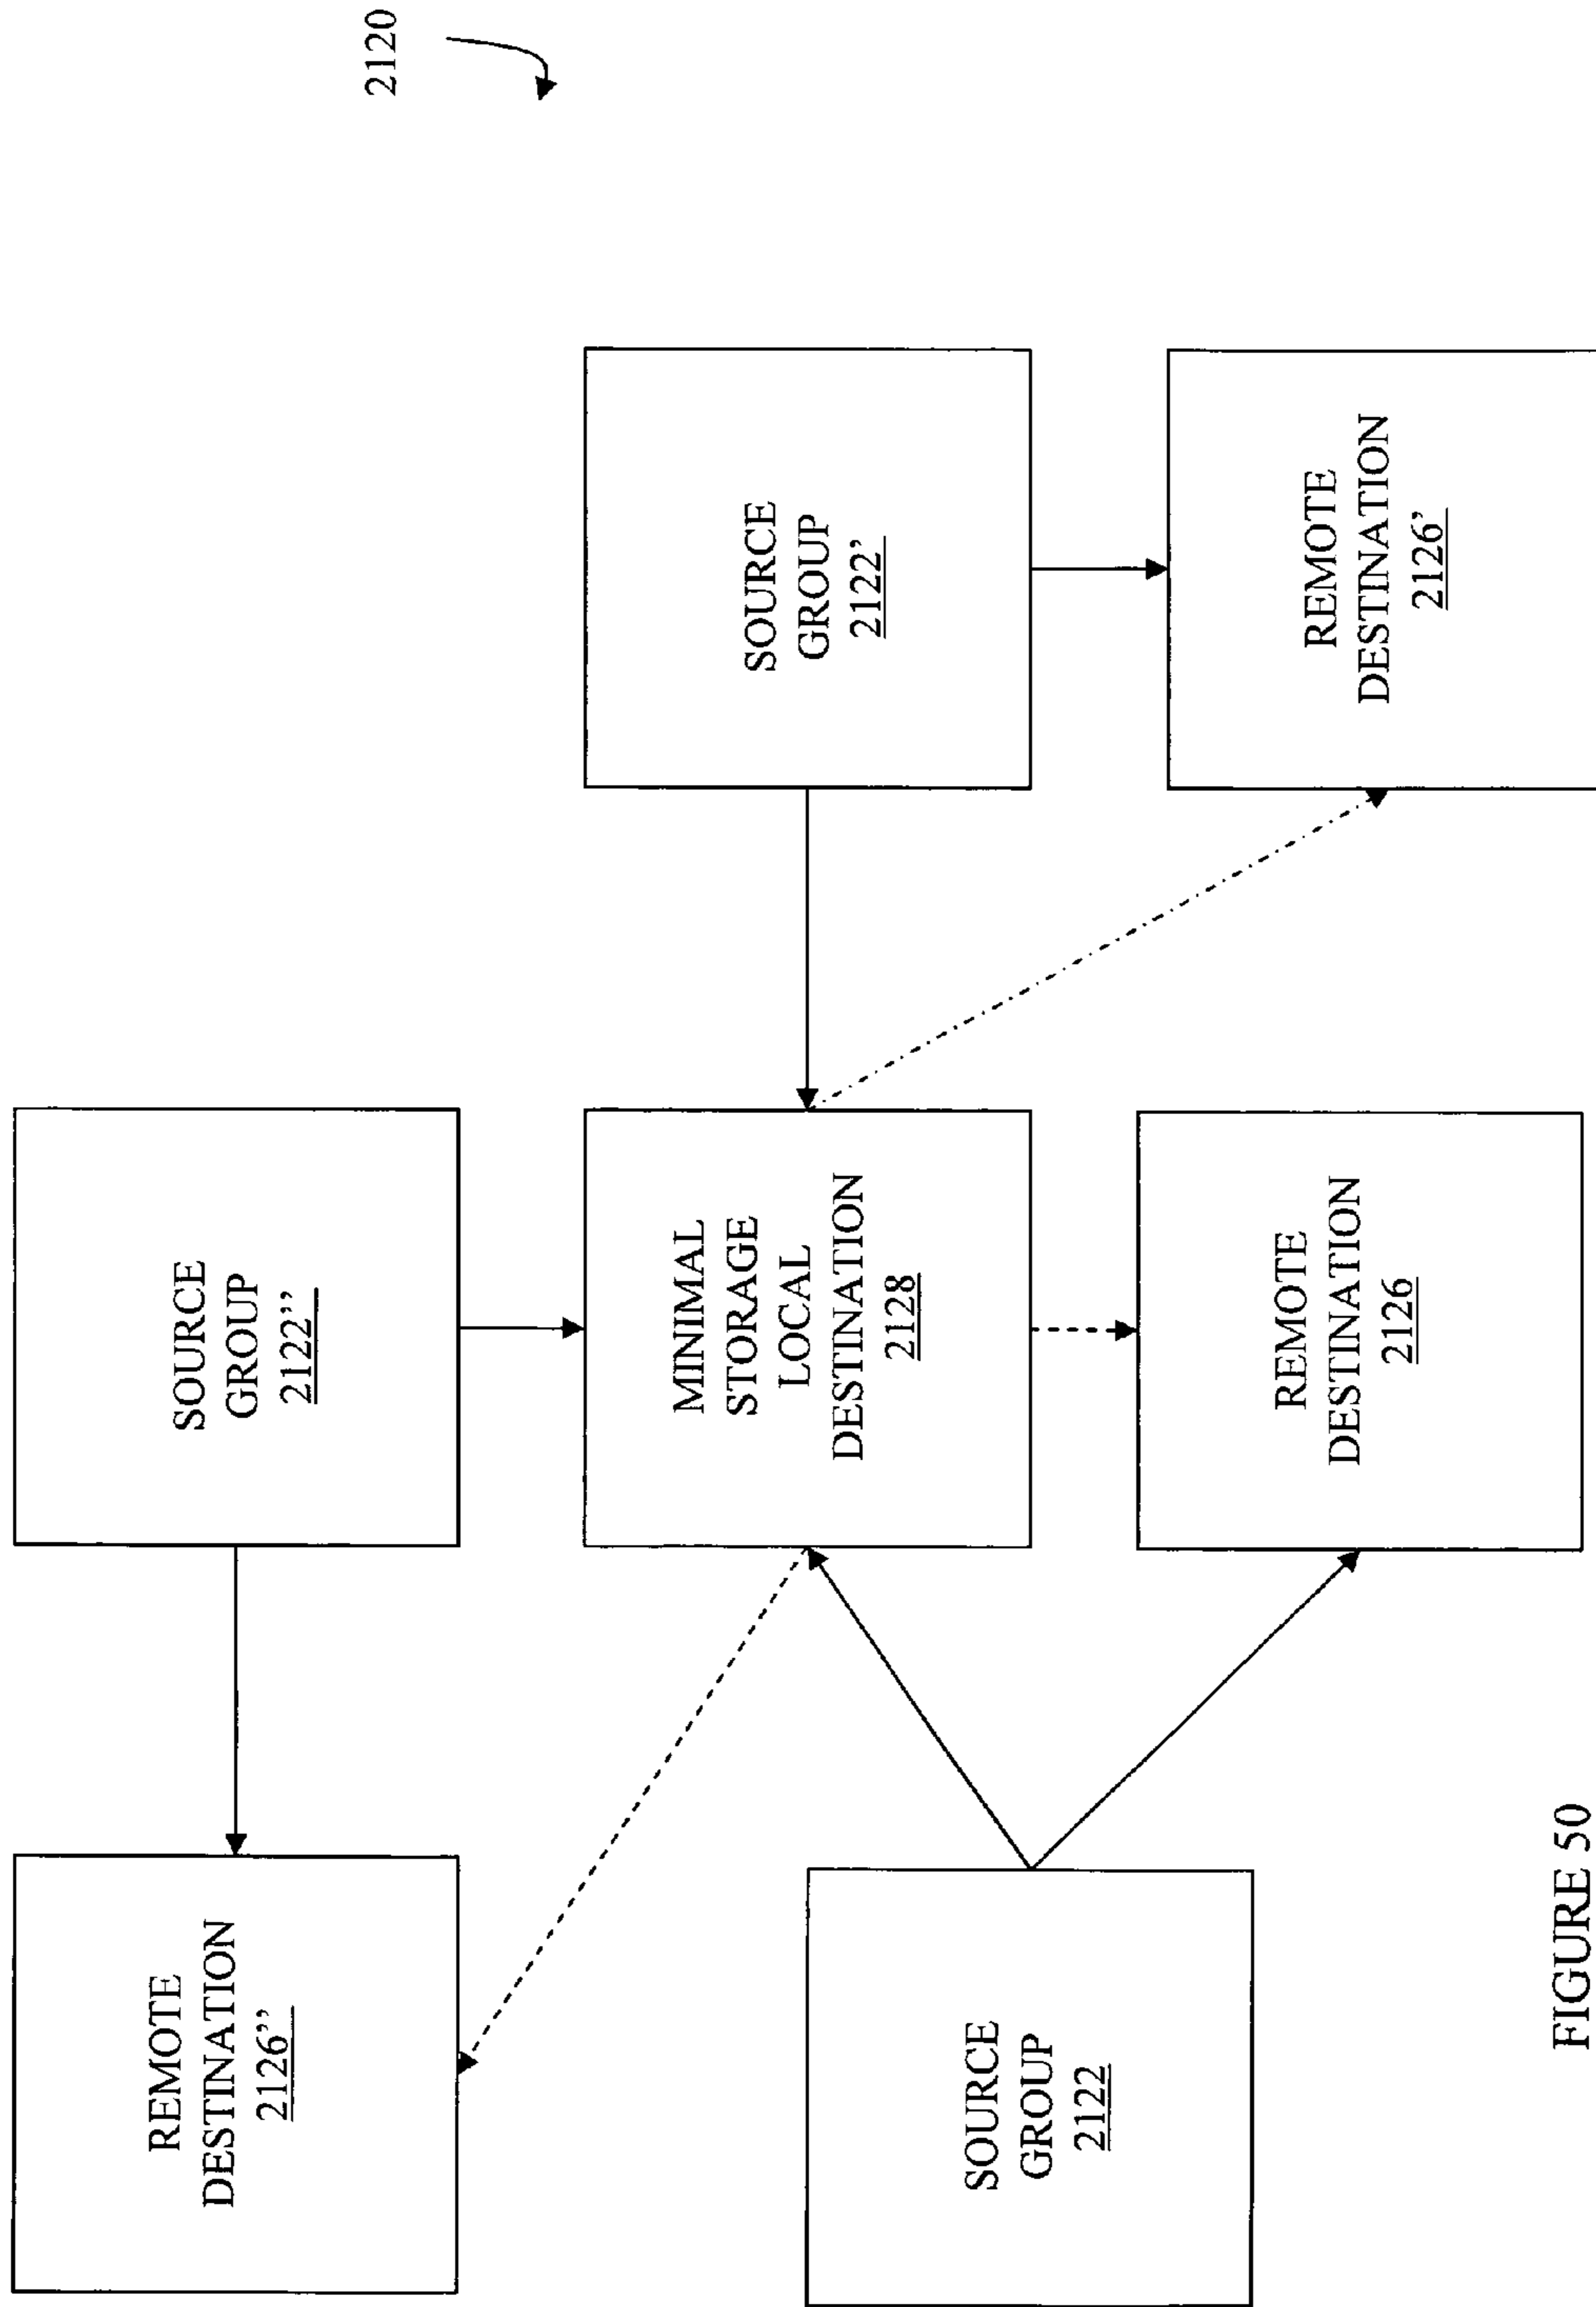 2120
REMOTE
DESTINATION
2126’’
SOURCE
GROUP
2122’’
SOURCE
GROUP
2122
MINIMAL
STORAGE
LOCAL
DESTINATION
2128
SOURCE
GROUP
2122’
REMOTE
DESTINATION
2126
REMOTE
DESTINATION
2126’
FIGURE 50